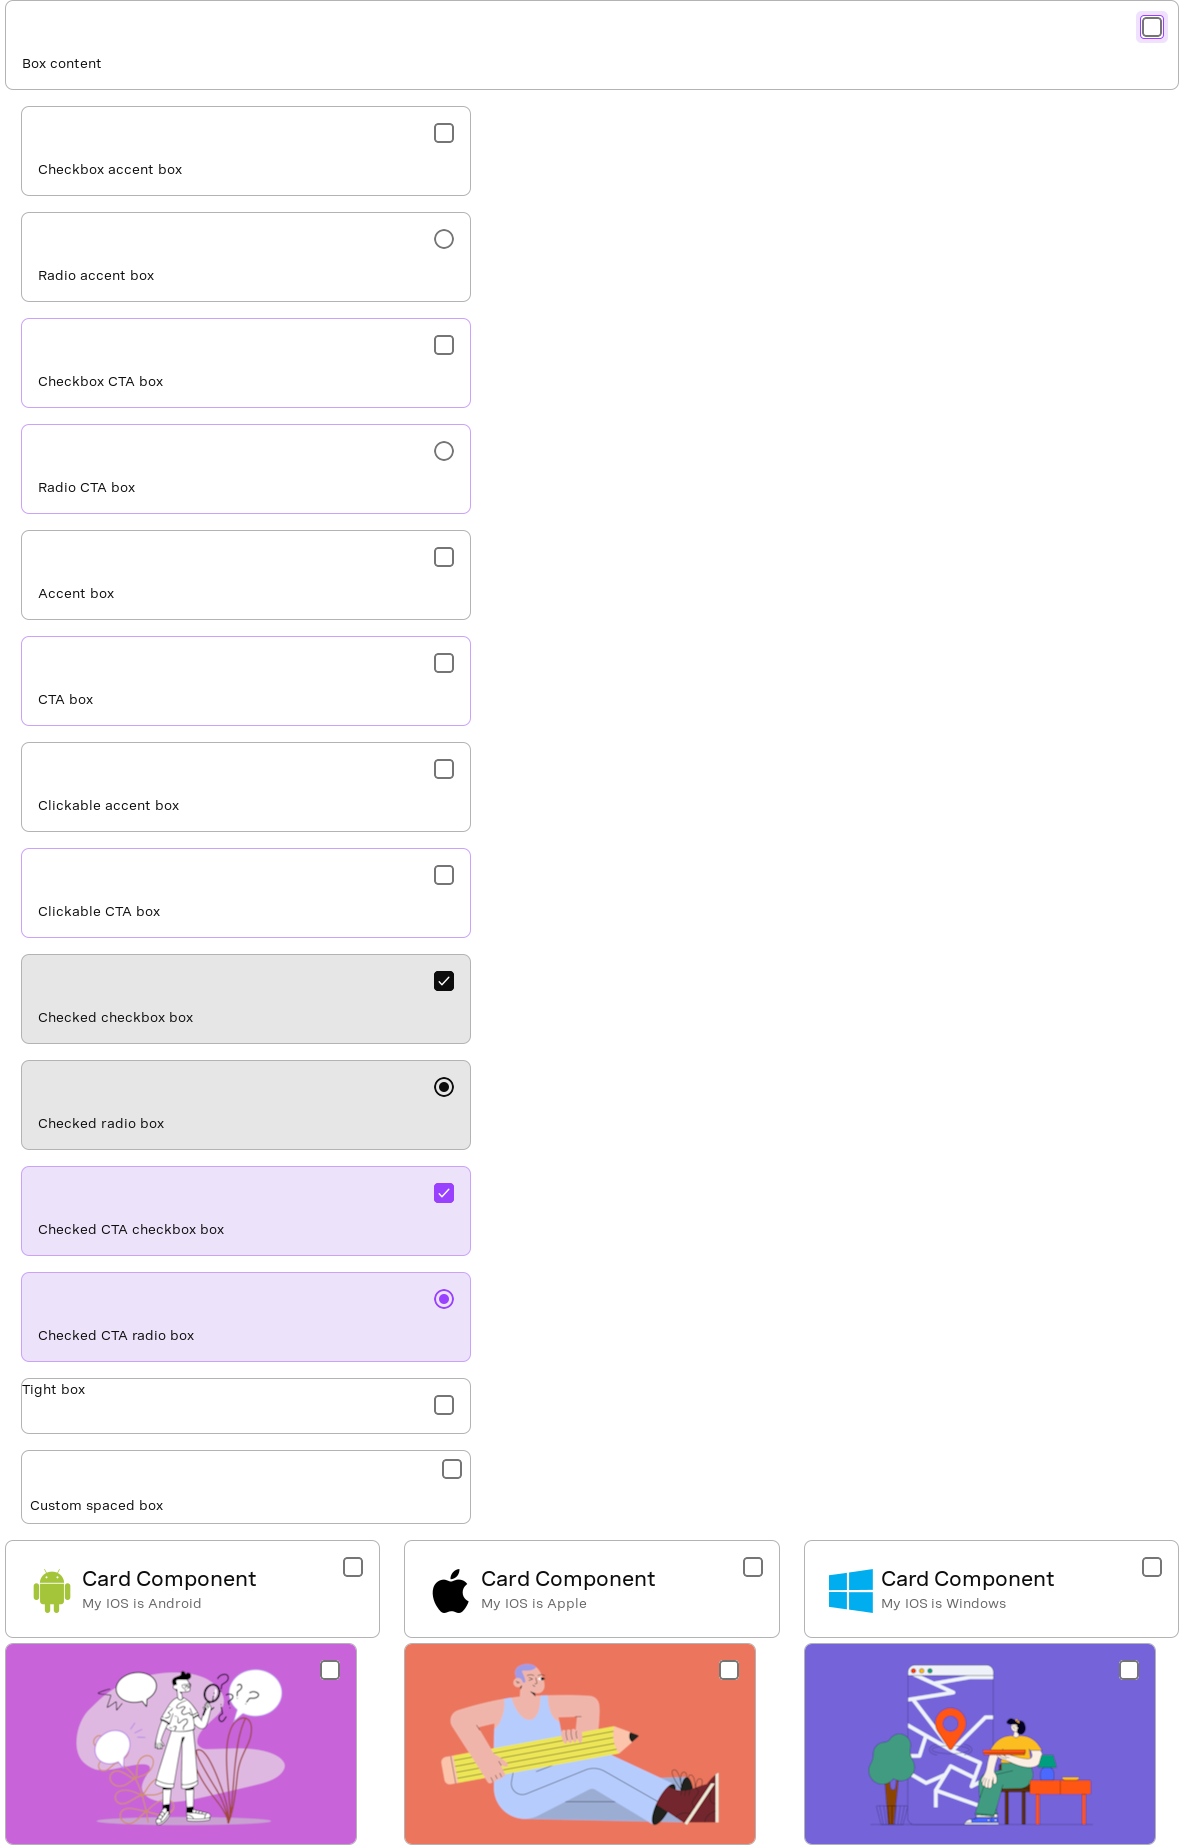 Box content
Checkbox accent box
Radio accent box
Checkbox CTA box
Radio CTA box
Accent box
CTA box
Clickable accent box
Clickable CTA box
Checked checkbox box
Checked radio box
Checked CTA checkbox box
Checked CTA radio box
Tight box
Custom spaced box
Card Component
My IOS is Android
Card Component
My IOS is Apple
Card Component
My IOS is Windows